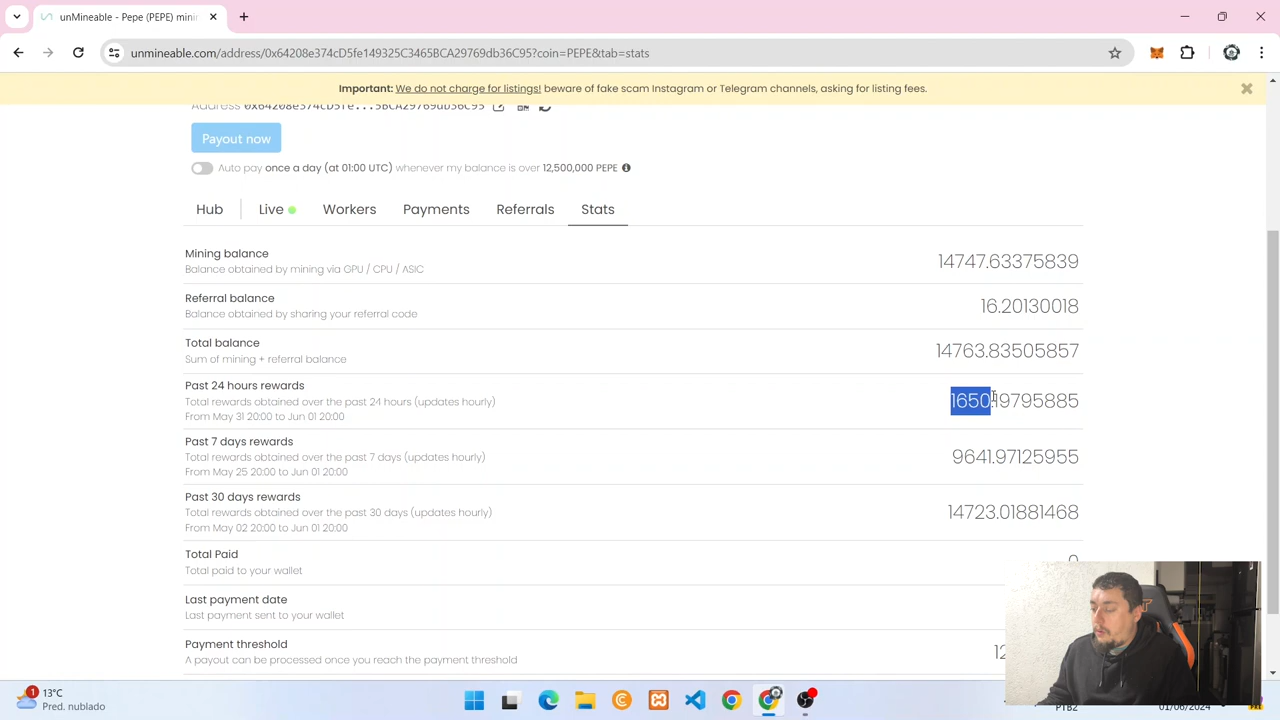 unMineable - Pepe (PEPE) mini
unmineable.com/address/0x64208e374cD5fe149325C3465BCA29769db36C95?coin=PEPE&tab=stats
Important: We do not charge for listings! beware of fake scam Instagram or Telegram channels, asking for listing fees.
Address 0x64208e374cD5fe...5BCA29769db36C95
Payout now
Auto pay once a day (at 01:00 UTC) whenever my balance is over 12,500,000 PEPE
Hub Live Workers Payments Referrals Stats
Mining balance
Balance obtained by mining via GPU / CPU / ASIC
14747.63375839
Referral balance
Balance obtained by sharing your referral code
16.20130018
Total balance
Sum of mining + referral balance
14763.83505857
Past 24 hours rewards
Total rewards obtained over the past 24 hours (updates hourly)
From May 31 20:00 to Jun 01 20:00
1650.19795885
Past 7 days rewards
Total rewards obtained over the past 7 days (updates hourly)
From May 25 20:00 to Jun 01 20:00
9641.97125955
Past 30 days rewards
Total rewards obtained over the past 30 days (updates hourly)
From May 02 20:00 to Jun 01 20:00
14723.01881468
Total Paid
Total paid to your wallet
0
Last payment date
Last payment sent to your wallet
Payment threshold
A payout can be processed once you reach the payment threshold
12
1
13°C
Pred. nublado
PTB2
01/06/2024